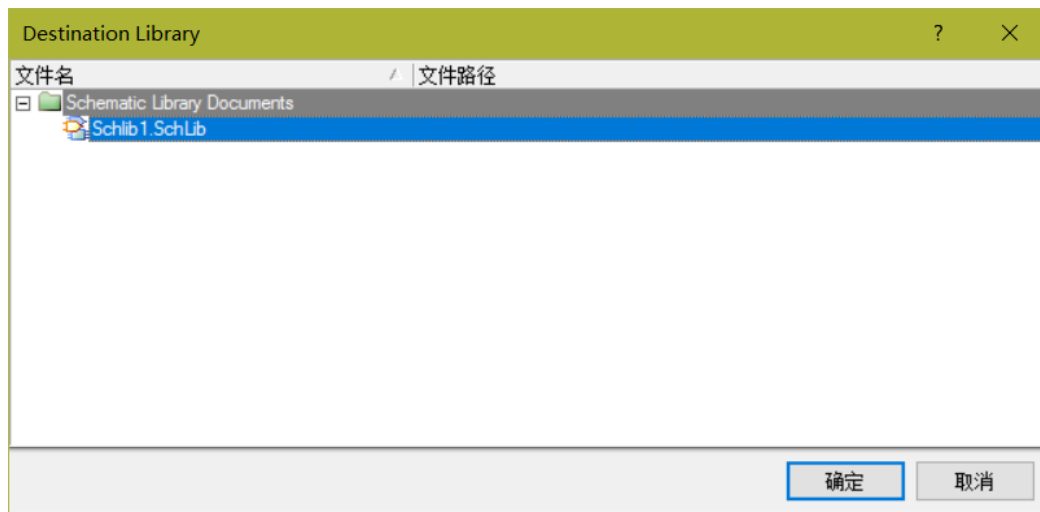 Destination Library ?
文件名 文件路径
Schematic Library Documents
Schlib1.SchLib
确定 取消